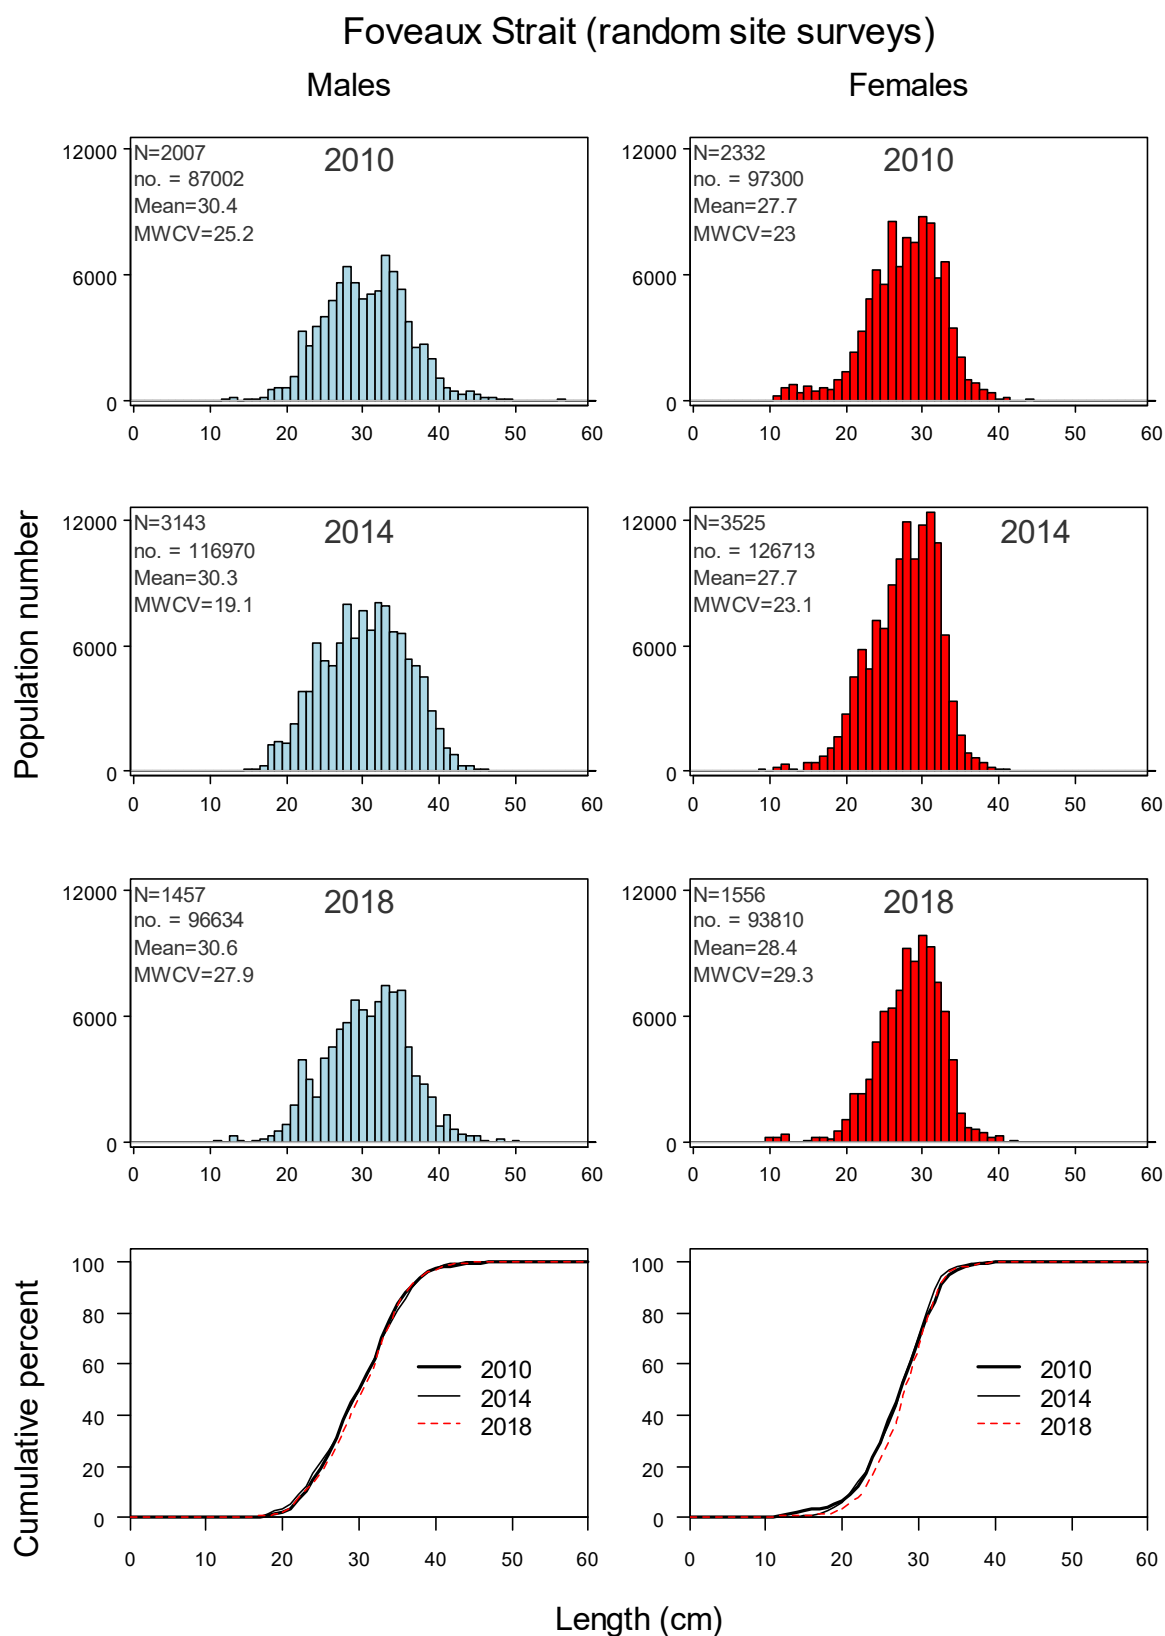 Foveaux Strait (random site surveys)
Males
Females
12000
6000
0
N=2007
no. = 87002
Mean=30.4
MWCV=25.2
2010
0 10 20 30 40 50 60
12000
6000
0
N=2332
no. = 97300
Mean=27.7
MWCV=23
2010
0 10 20 30 40 50 60
Population number
12000
6000
0
N=3143
no. = 116970
Mean=30.3
MWCV=19.1
2014
0 10 20 30 40 50 60
12000
6000
0
N=3525
no. = 126713
Mean=27.7
MWCV=23.1
2014
0 10 20 30 40 50 60
12000
6000
0
N=1457
no. = 96634
Mean=30.6
MWCV=27.9
2018
0 10 20 30 40 50 60
12000
6000
0
N=1556
no. = 93810
Mean=28.4
MWCV=29.3
2018
0 10 20 30 40 50 60
Cumulative percent
100
80
60
40
20
0
2010
2014
2018
0 10 20 30 40 50 60
100
80
60
40
20
0
2010
2014
2018
0 10 20 30 40 50 60
Length (cm)